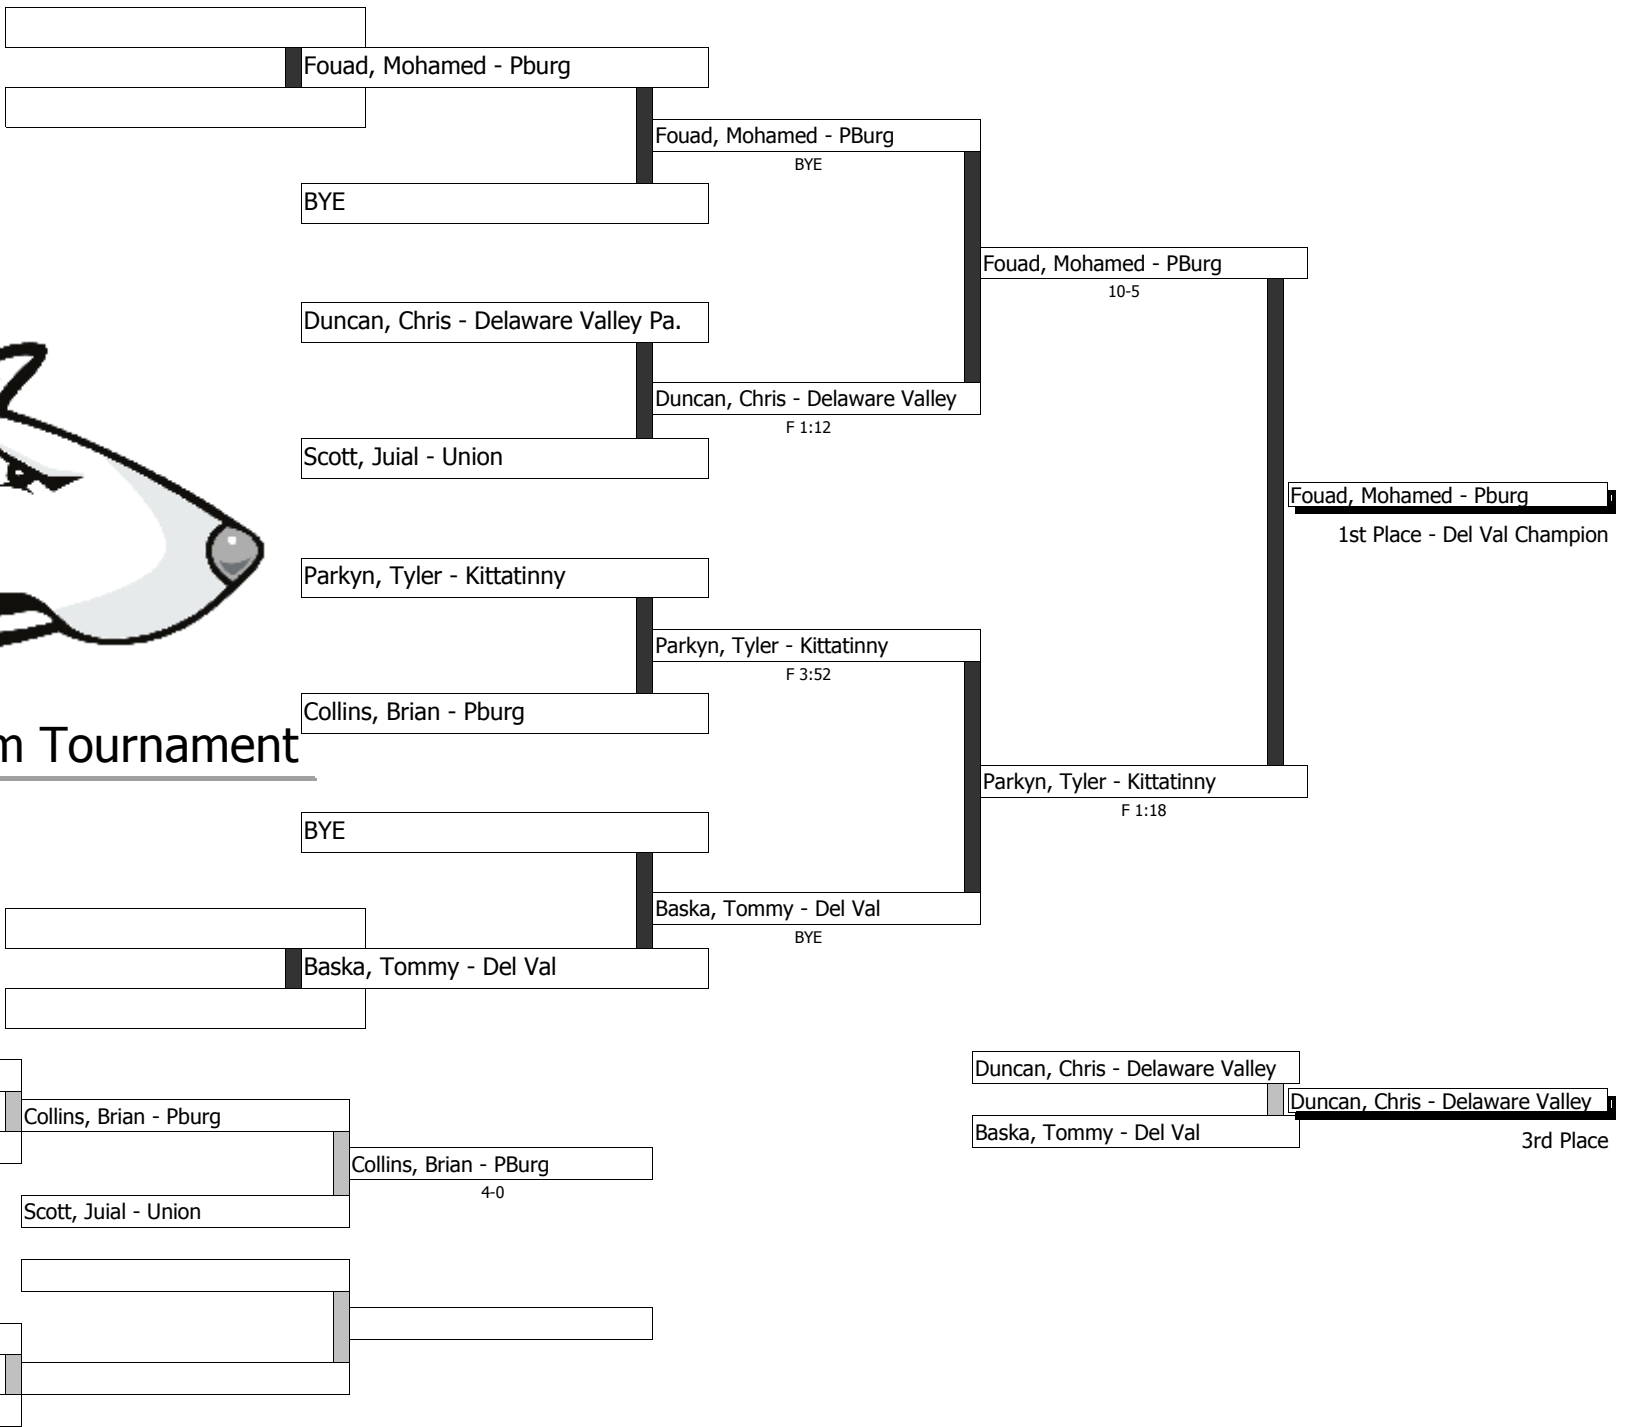 Fouad, Mohamed - Pburg
Fouad, Mohamed - PBurg
BYE
BYE
Fouad, Mohamed - PBurg
10-5
Duncan, Chris - Delaware Valley Pa.
Duncan, Chris - Delaware Valley
F 1:12
Scott, Juial - Union
Fouad, Mohamed - Pburg
1st Place - Del Val Champion
Parkyn, Tyler - Kittatinny
Parkyn, Tyler - Kittatinny
F 3:52
Collins, Brian - Pburg
m Tournament
Parkyn, Tyler - Kittatinny
F 1:18
BYE
Baska, Tommy - Del Val
BYE
Baska, Tommy - Del Val
Duncan, Chris - Delaware Valley
Duncan, Chris - Delaware Valley
Baska, Tommy - Del Val
3rd Place
Collins, Brian - Pburg
Collins, Brian - PBurg
4-0
Scott, Juial - Union